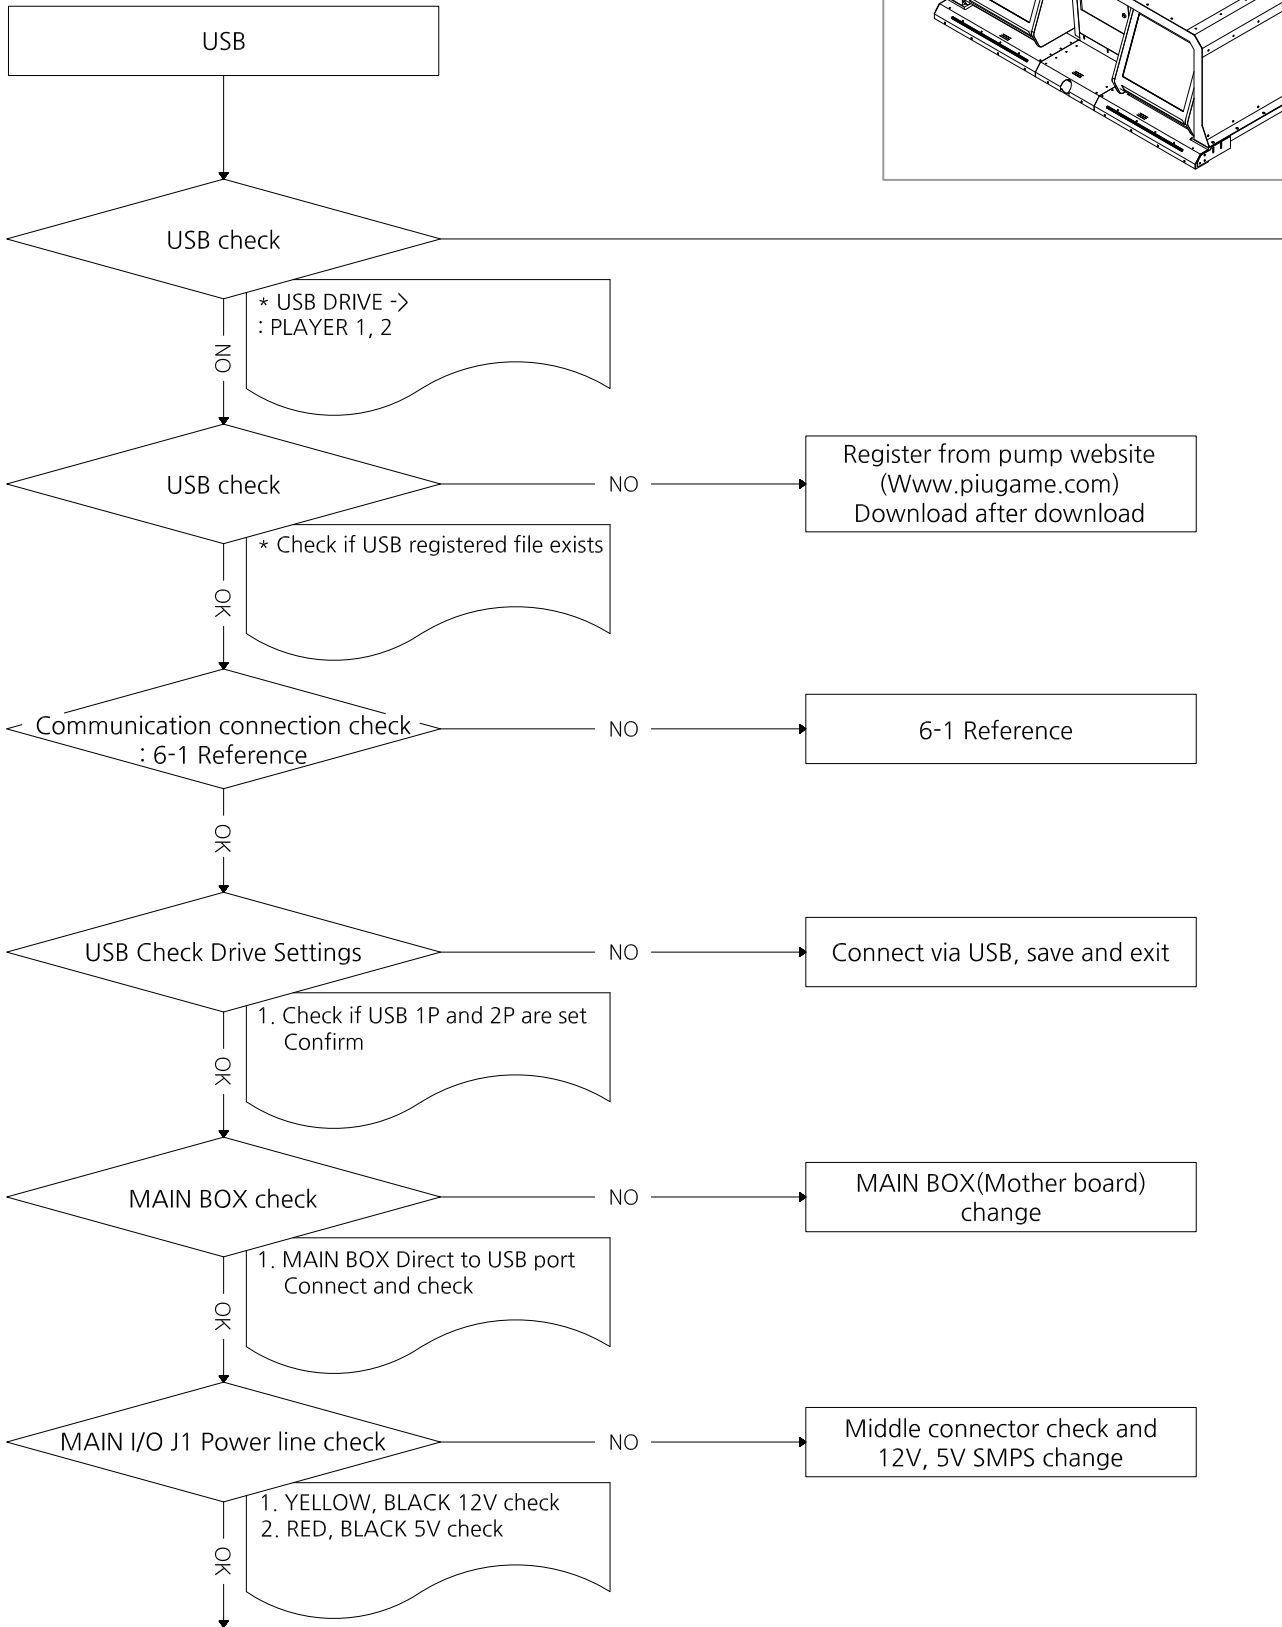 USB
USB check
* USB DRIVE ->
: PLAYER 1, 2
NO
USB check
NO
Register from pump website
(Www.piugame.com)
Download after download
* Check if USB registered file exists
OK
Communication connection check
: 6-1 Reference
NO
6-1 Reference
OK
USB Check Drive Settings
NO
Connect via USB, save and exit
1. Check if USB 1P and 2P are set
Confirm
OK
MAIN BOX check
NO
MAIN BOX(Mother board)
change
1. MAIN BOX Direct to USB port
Connect and check
OK
MAIN I/O J1 Power line check
NO
Middle connector check and
12V, 5V SMPS change
1. YELLOW, BLACK 12V check
2. RED, BLACK 5V check
OK